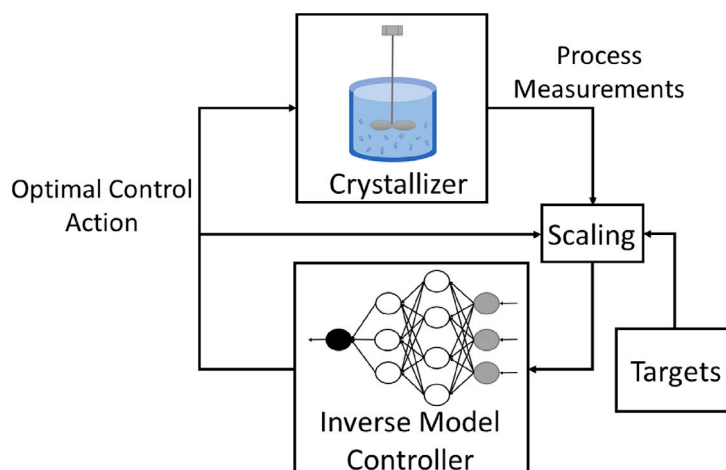 Process
Measurements
Crystallizer
Optimal Control
Action
Scaling
Targets
Inverse Model
Controller